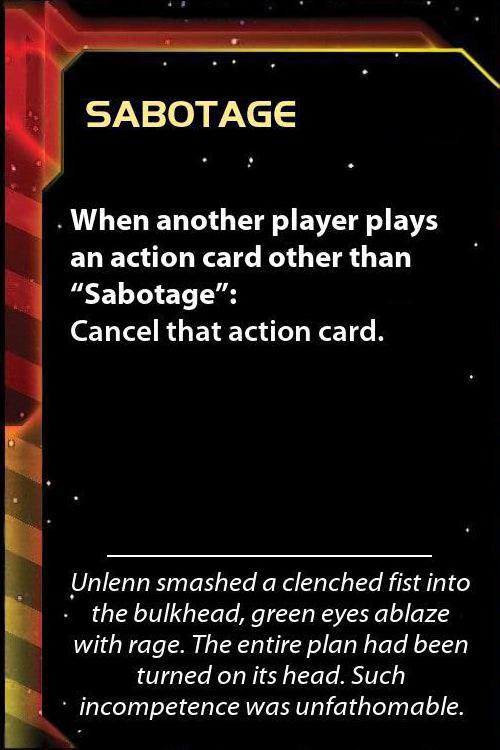 SABOTAGE
When another player plays
an action card other than
“Sabotage”:
Cancel that action card.
Unlenn smashed a clenched fist into
the bulkhead, green eyes ablaze
with rage. The entire plan had been
turned on its head. Such
incompetence was unfathomable.